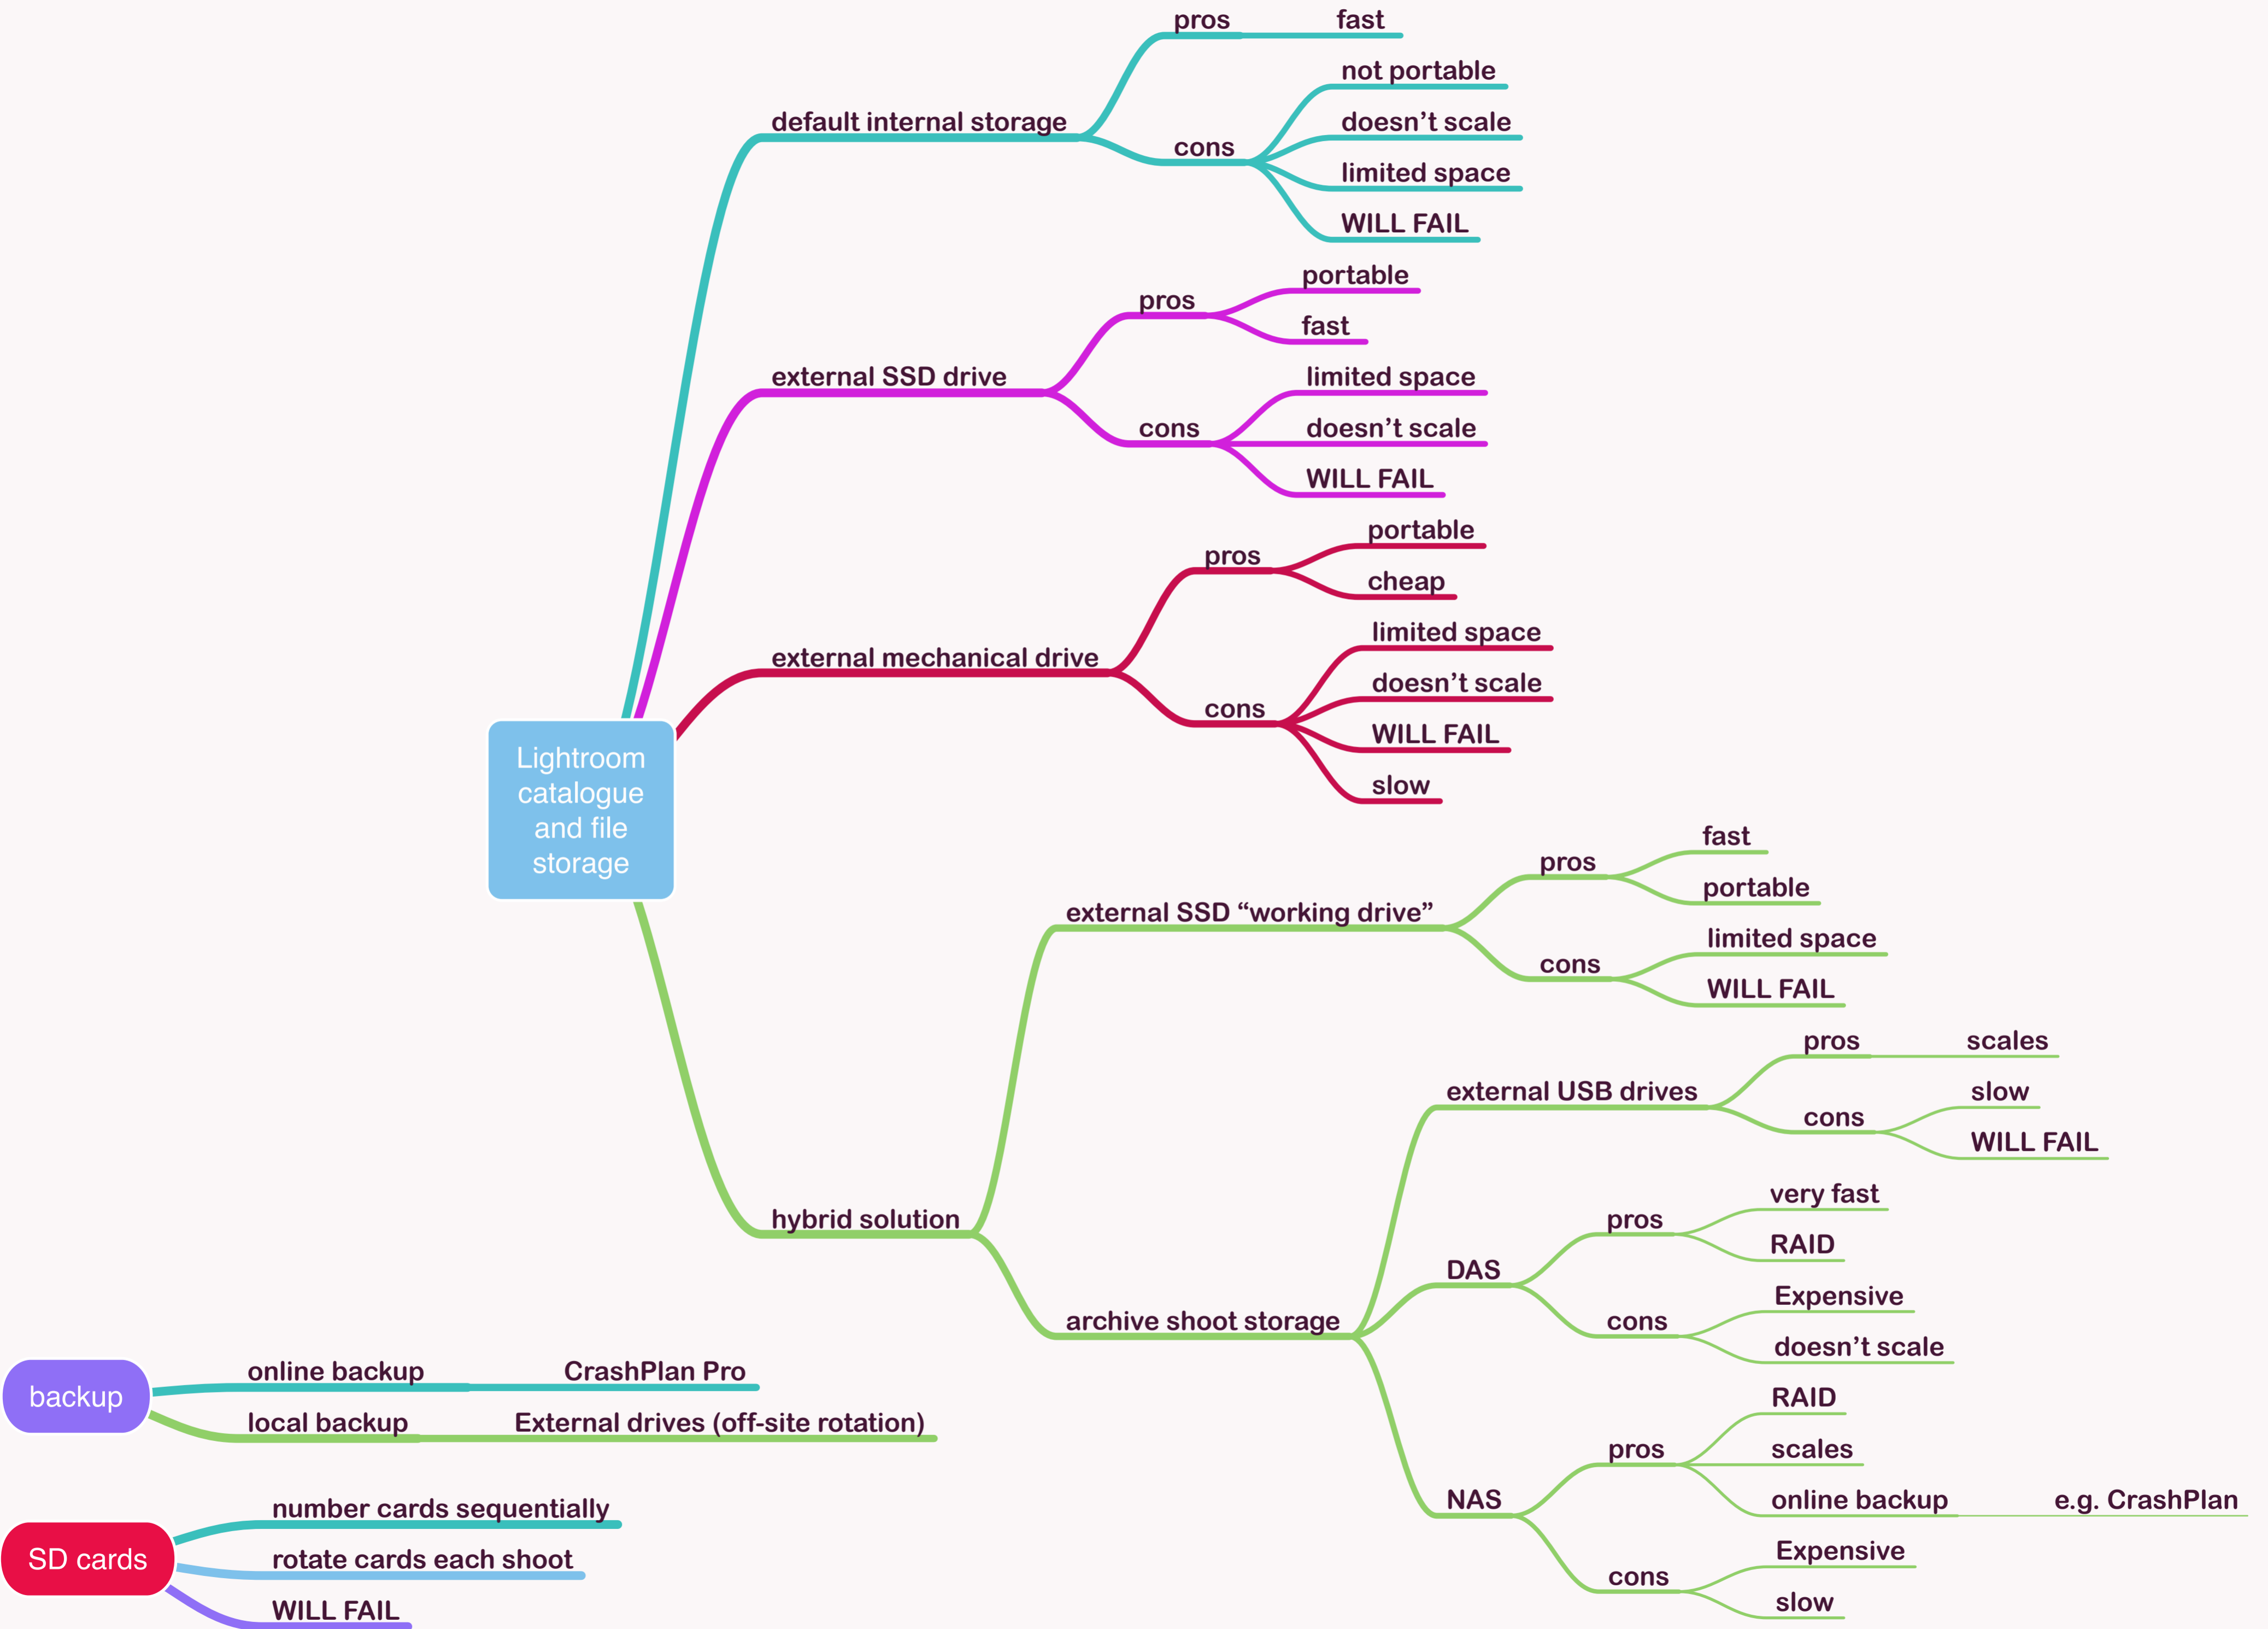 Lightroom
catalogue
and file
storage
default internal storage
pros
fast
cons
not portable
doesn’t scale
limited space
WILL FAIL
external SSD drive
pros
portable
fast
cons
limited space
doesn’t scale
WILL FAIL
external mechanical drive
pros
portable
cheap
cons
limited space
doesn’t scale
WILL FAIL
slow
hybrid solution
external SSD “working drive”
pros
fast
portable
cons
limited space
WILL FAIL
archive shoot storage
external USB drives
pros
scales
cons
slow
WILL FAIL
DAS
pros
very fast
RAID
cons
Expensive
doesn’t scale
NAS
pros
RAID
scales
online backup
e.g. CrashPlan
cons
Expensive
slow
backup
online backup
CrashPlan Pro
local backup
External drives (off-site rotation)
SD cards
number cards sequentially
rotate cards each shoot
WILL FAIL